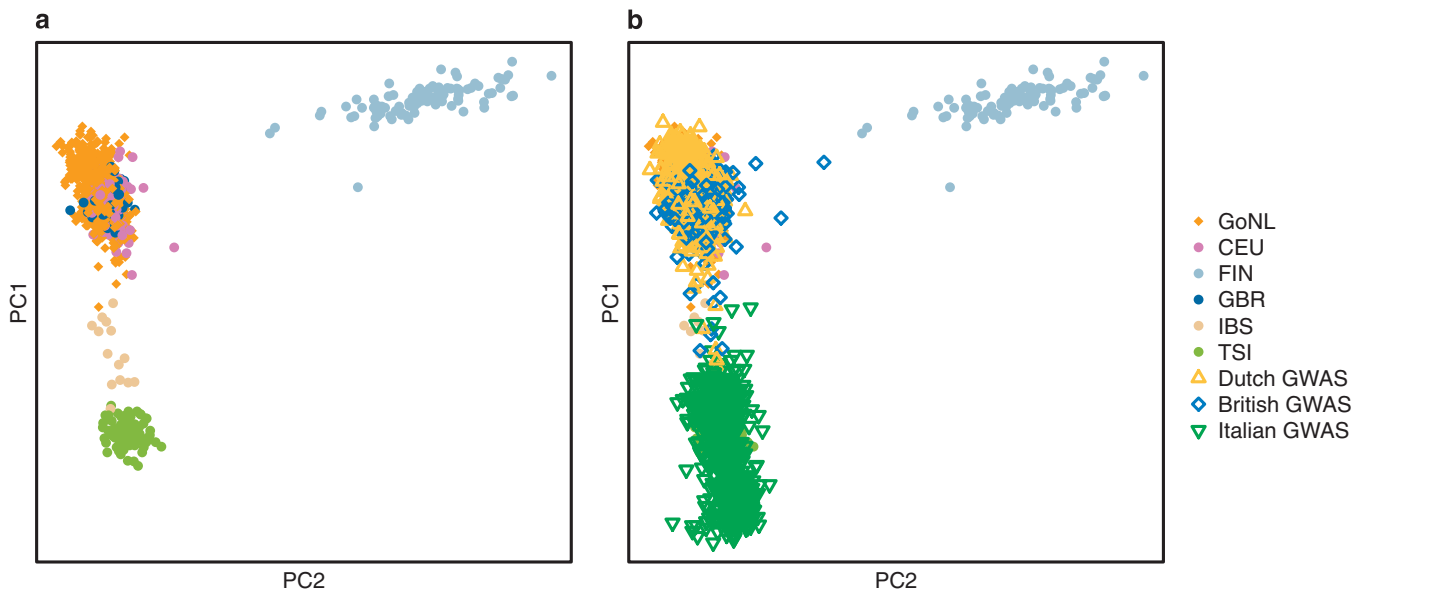 a
b
PC1
PC2
PC1
PC2
GoNL
CEU
FIN
GBR
IBS
TSI
Dutch GWAS
British GWAS
Italian GWAS